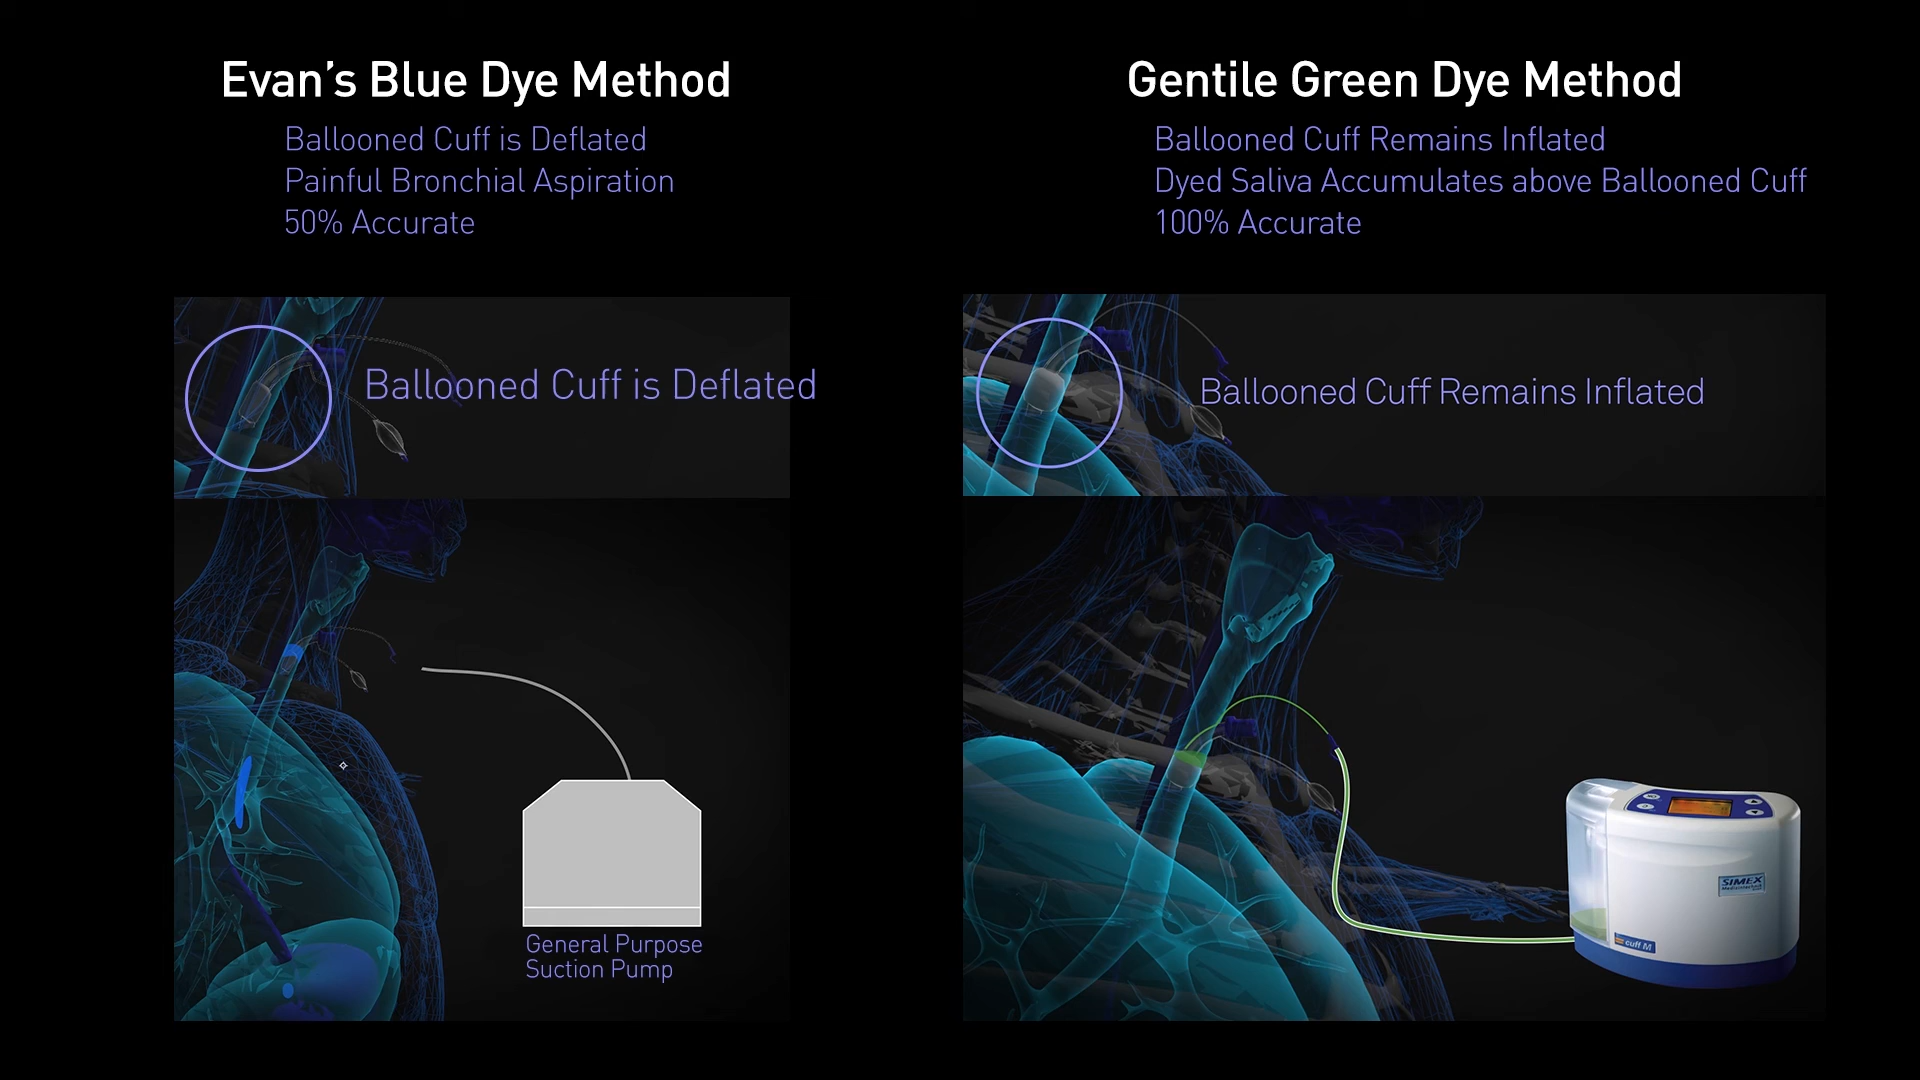 Evan's Blue Dye Method
Ballooned Cuff is Deflated
Painful Bronchial Aspiration
50% Accurate
Ballooned Cuff is Deflated
General Purpose
Suction Pump
Gentile Green Dye Method
Ballooned Cuff Remains Inflated
Dyed Saliva Accumulates above Ballooned Cuff
100% Accurate
Ballooned Cuff Remains Inflated
SIMEX
Medizintechnik
cuff M